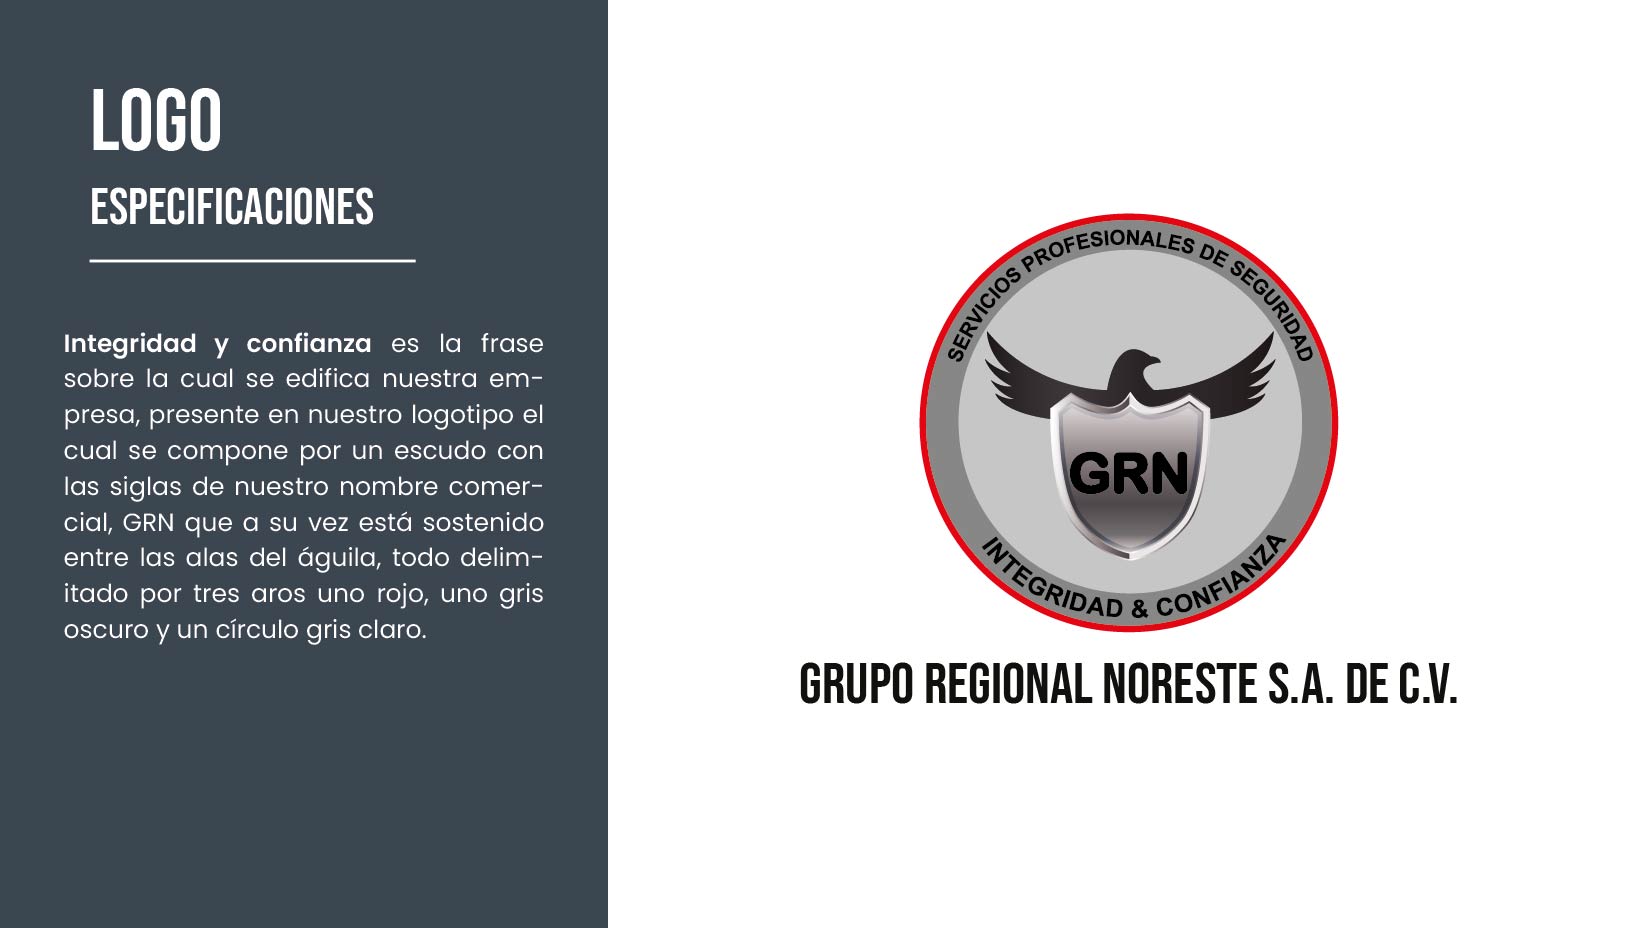 LOGO
ESPECIFICACIONES
Integridad y confianza es la frase
sobre la cual se edifica nuestra em-
presa, presente en nuestro logotipo el
cual se compone por un escudo con
las siglas de nuestro nombre comer-
cial, GRN que a su vez está sostenido
entre las alas del águila, todo delim-
itado por tres aros uno rojo, uno gris
oscuro y un círculo gris claro.
SERVICIOS PROFESIONALES DE SEGURIDAD
GRN
INTEGRIDAD & CONFIANZA
GRUPO REGIONAL NORESTE S.A. DE C.V.